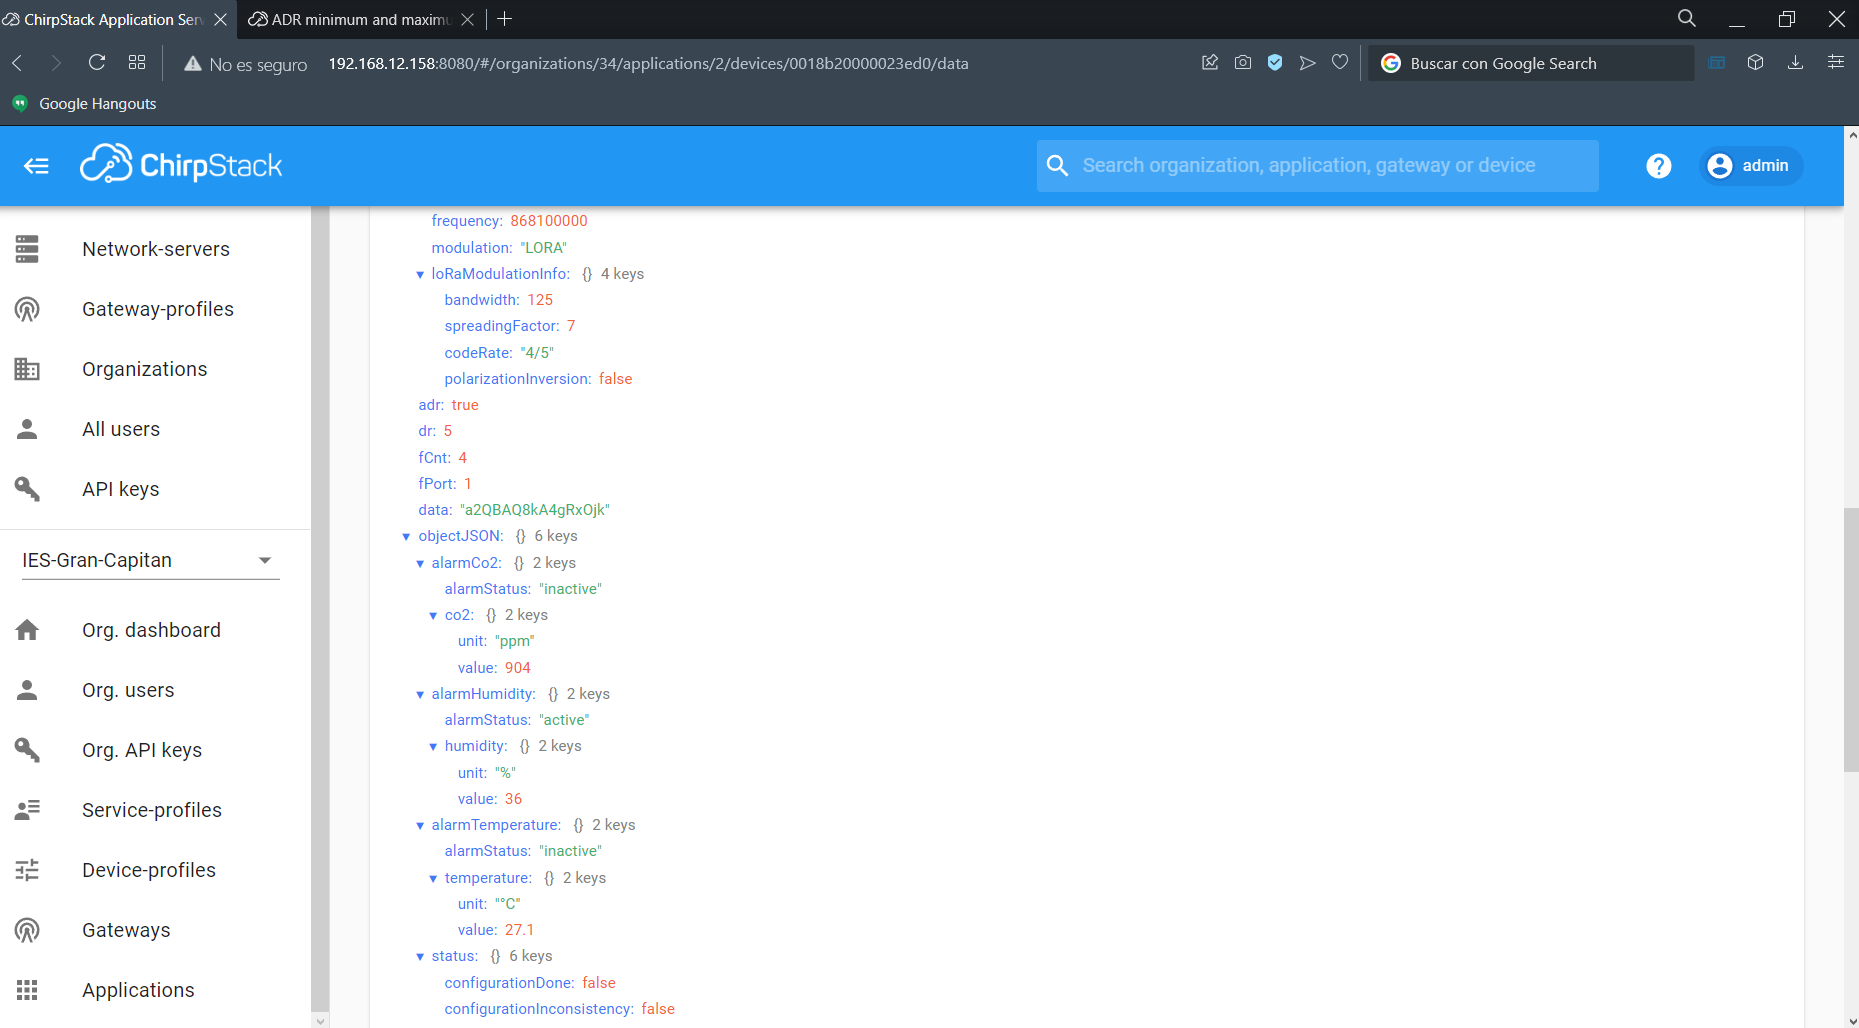 ChirpStack Application Ser
ADR minimum and maximu
No es seguro
192.168.12.158:8080/#/organizations/34/applications/2/devices/0018b20000023ed0/data
Buscar con Google Search
Google Hangouts
ChirpStack
Search organization, application, gateway or device
?
admin
Network-servers
Gateway-profiles
Organizations
All users
API keys
IES-Gran-Capitan
Org. dashboard
Org. users
Org. API keys
Service-profiles
Device-profiles
Gateways
Applications
frequency: 868100000
modulation: "LORA"
loRaModulationInfo: {} 4 keys
bandwidth: 125
spreadingFactor: 7
codeRate: "4/5"
polarizationInversion: false
adr: true
dr: 5
fCnt: 4
fPort: 1
data: "a2QBAQ8kA4gRxOjk"
objectJSON: {} 6 keys
alarmCo2: {} 2 keys
alarmStatus: "inactive"
co2: {} 2 keys
unit: "ppm"
value: 904
alarmHumidity: {} 2 keys
alarmStatus: "active"
humidity: {} 2 keys
unit: "%"
value: 36
alarmTemperature: {} 2 keys
alarmStatus: "inactive"
temperature: {} 2 keys
unit: "°C"
value: 27.1
status: {} 6 keys
configurationDone: false
configurationInconsistency: false